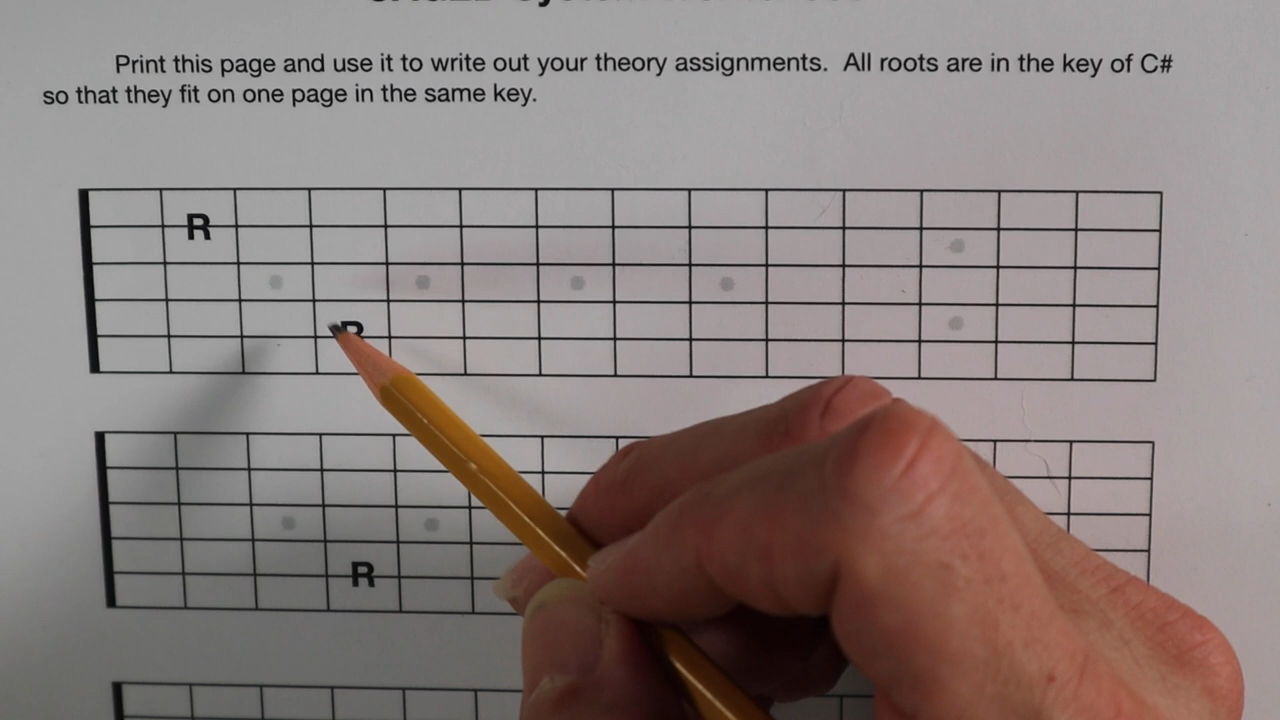 Print this page and use it to write out your theory assignments.  All roots are in the key of C#
so that they fit on one page in the same key.
R
R
R